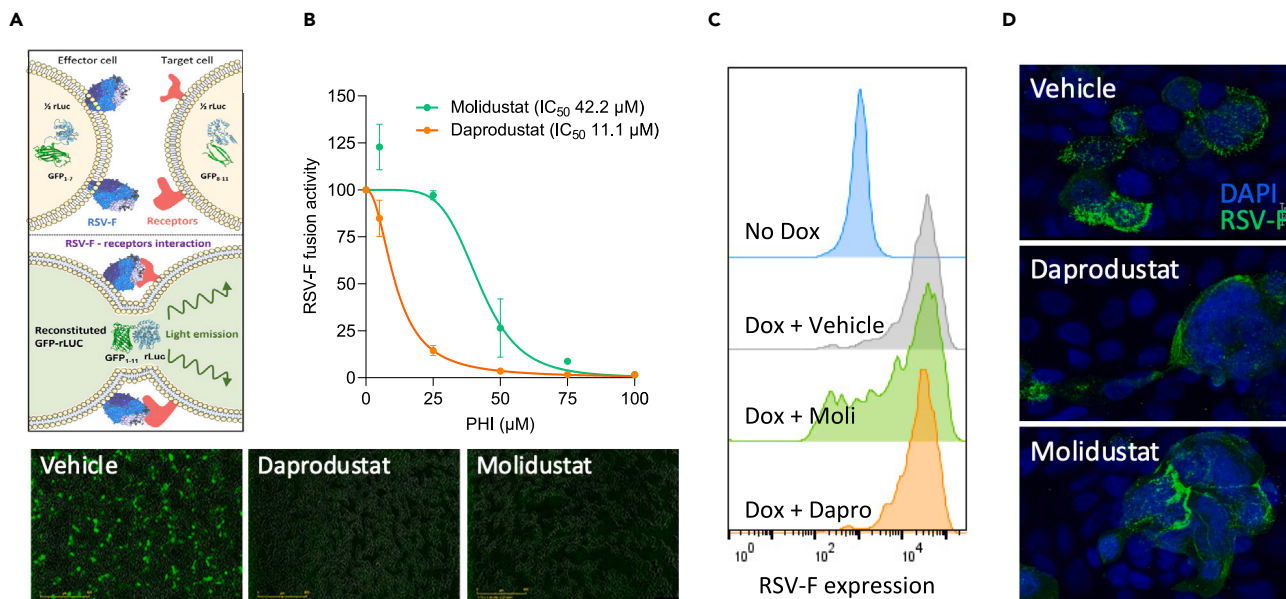 A
B
C
D
Effector cell
Target cell
½ rLuc
½ rLuc
GFP1-7
GFP8-11
RSV-F
Receptors
RSV-F - receptors interaction
Reconstituted
GFP-rLUC
Light emission
GFP1-11
rLuc
150
125
100
75
50
25
0
RSV-F fusion activity
Molidustat (IC50 42.2 µM)
Daprodustat (IC50 11.1 µM)
0
25
50
75
100
PHI (µM)
Vehicle
Daprodustat
Molidustat
No Dox
Dox + Vehicle
Dox + Moli
Dox + Dapro
10^0
10^2
10^4
RSV-F expression
Vehicle
DAPI
RSV-F
Daprodustat
Molidustat